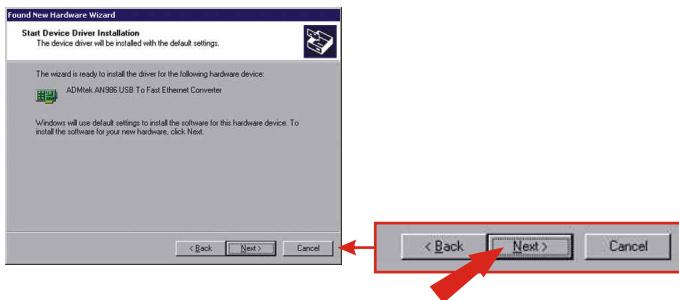 Found New Hardware Wizard
Start Device Driver Installation
The device driver will be installed with the default settings.
The wizard is ready to install the driver for the following hardware device:
ADMtek AN986 USB To Fast Ethernet Converter
Windows will use default settings to install the software for this hardware device. To
install the software for your new hardware, click Next.
< Back Next > Cancel
< Back Next > Cancel